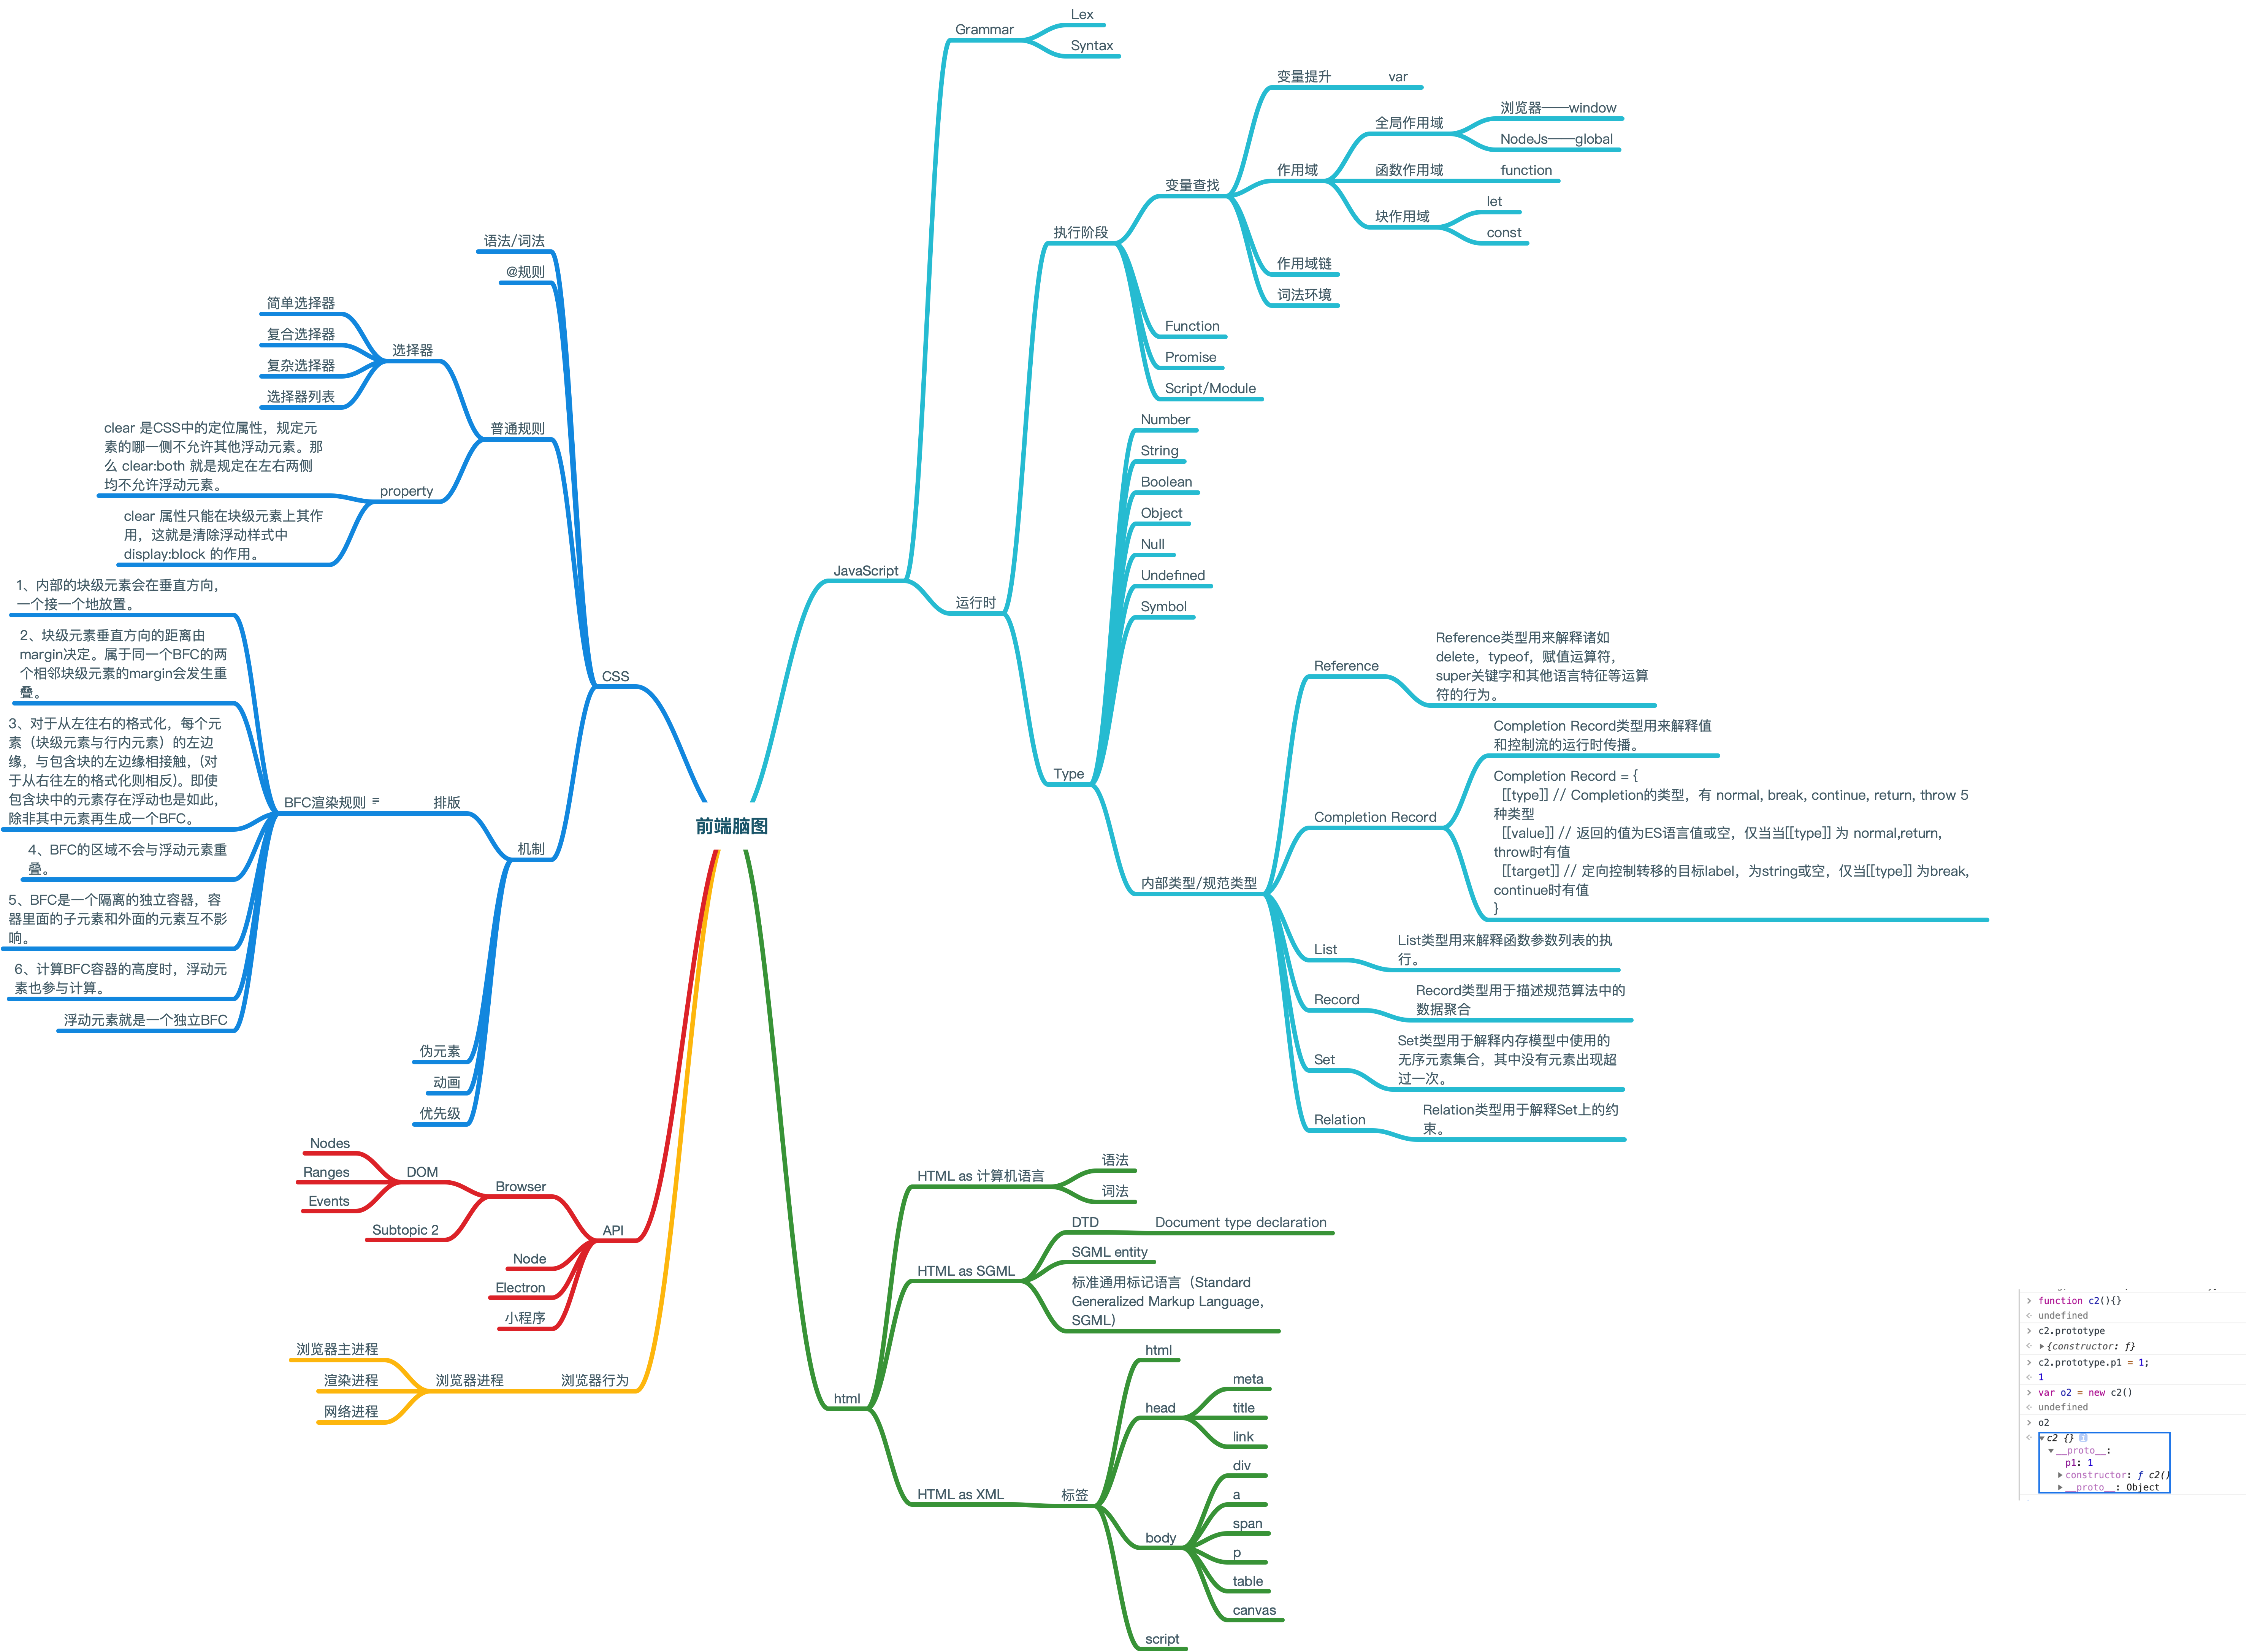 前端脑图
JavaScript
Grammar
Lex
Syntax
运行时
执行阶段
变量查找
变量提升
var
作用域
全局作用域
浏览器——window
NodeJs——global
函数作用域
function
块作用域
let
const
作用域链
词法环境
Function
Promise
Script/Module
Type
Number
String
Boolean
Object
Null
Undefined
Symbol
内部类型/规范类型
Reference
Reference类型用来解释诸如
delete，typeof，赋值运算符，
super关键字和其他语言特征等运算
符的行为。
Completion Record
Completion Record类型用来解释值
和控制流的运行时传播。
Completion Record = {
[[type]] // Completion的类型，有 normal, break, continue, return, throw 5
种类型
[[value]] // 返回的值为ES语言值或空，仅当当[[type]] 为 normal,return,
throw时有值
[[target]] // 定向控制转移的目标label，为string或空，仅当[[type]] 为break,
continue时有值
}
List
List类型用来解释函数参数列表的执
行。
Record
Record类型用于描述规范算法中的
数据聚合
Set
Set类型用于解释内存模型中使用的
无序元素集合，其中没有元素出现超
过一次。
Relation
Relation类型用于解释Set上的约
束。
html
HTML as 计算机语言
语法
词法
HTML as SGML
DTD
Document type declaration
SGML entity
标准通用标记语言（Standard
Generalized Markup Language，
SGML）
HTML as XML
标签
html
head
meta
title
link
body
div
a
span
p
table
canvas
script
CSS
语法/词法
@规则
普通规则
选择器
简单选择器
复合选择器
复杂选择器
选择器列表
property
clear 是CSS中的定位属性，规定元
素的哪一侧不允许其他浮动元素。那
么 clear:both 就是规定在左右两侧
均不允许浮动元素。
clear 属性只能在块级元素上其作
用，这就是清除浮动样式中
display:block 的作用。
机制
排版
BFC渲染规则
1、内部的块级元素会在垂直方向，
一个接一个地放置。
2、块级元素垂直方向的距离由
margin决定。属于同一个BFC的两
个相邻块级元素的margin会发生重
叠。
3、对于从左往右的格式化，每个元
素（块级元素与行内元素）的左边
缘，与包含块的左边缘相接触，(对
于从右往左的格式化则相反)。即使
包含块中的元素存在浮动也是如此，
除非其中元素再生成一个BFC。
4、BFC的区域不会与浮动元素重
叠。
5、BFC是一个隔离的独立容器，容
器里面的子元素和外面的元素互不影
响。
6、计算BFC容器的高度时，浮动元
素也参与计算。
浮动元素就是一个独立BFC
伪元素
动画
优先级
API
Browser
DOM
Nodes
Ranges
Events
Subtopic 2
Node
Electron
小程序
浏览器行为
浏览器进程
浏览器主进程
渲染进程
网络进程
function c2(){}
undefined
c2.prototype
{constructor: ƒ}
c2.prototype.p1 = 1;
1
var o2 = new c2()
undefined
o2
c2 {}
__proto__:
p1: 1
constructor: ƒ c2()
__proto__: Object